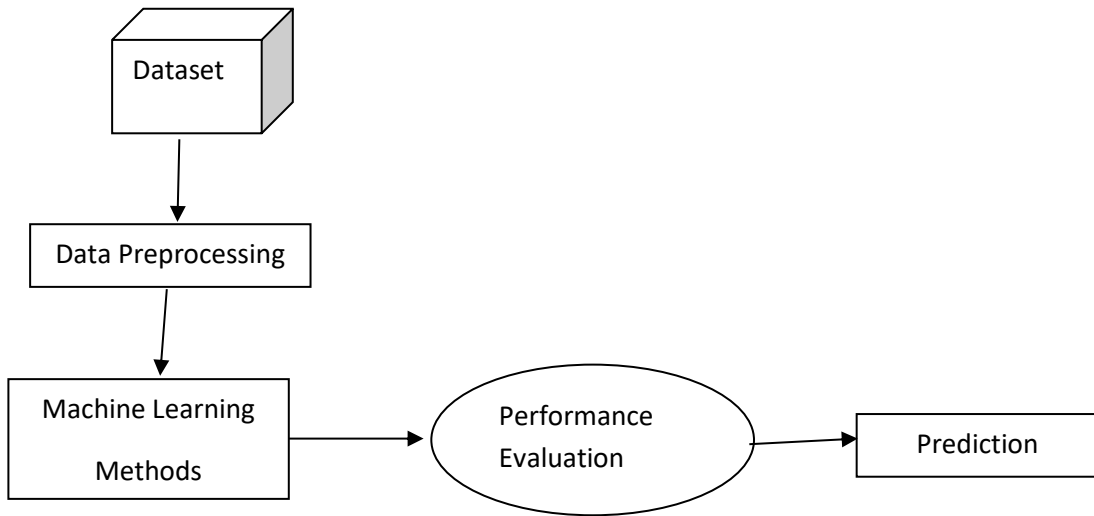 Dataset
Data Preprocessing
Machine Learning
Methods
Performance
Evaluation
Prediction